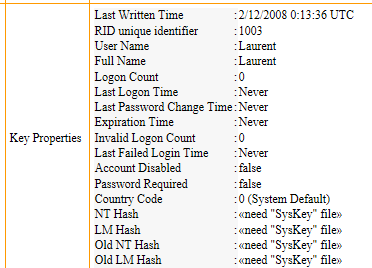 Last Written Time : 2/12/2008 0:13:36 UTC
RID unique identifier : 1003
User Name : Laurent
Full Name : Laurent
Logon Count : 0
Last Logon Time : Never
Last Password Change Time : Never
Expiration Time : Never
Key Properties Invalid Logon Count : 0
Last Failed Login Time : Never
Account Disabled : false
Password Required : false
Country Code : 0 (System Default)
NT Hash : «need "SysKey" file»
LM Hash : «need "SysKey" file»
Old NT Hash : «need "SysKey" file»
Old LM Hash : «need "SysKey" file»